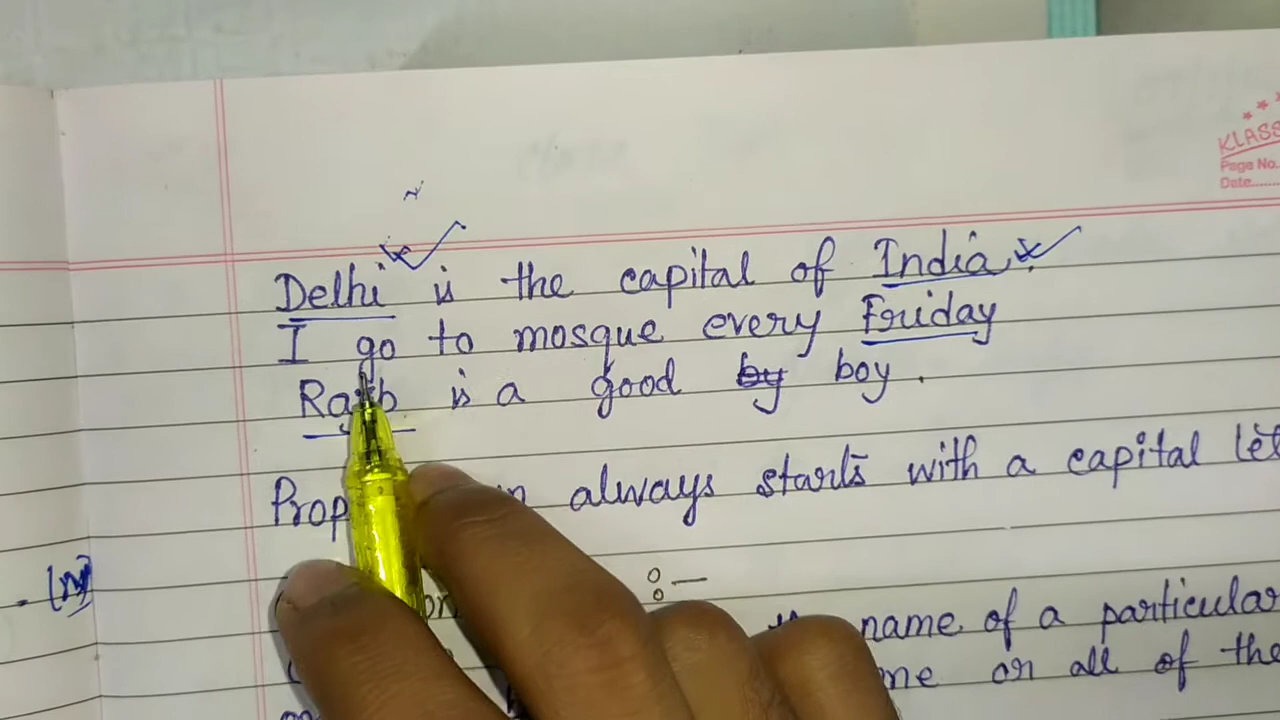 Delhi is the capital of India.
I go to mosque every Friday
is a good by boy.
always starts with a capital
name of a particular
or all of the
KLASS
Page No.
Date
(N)